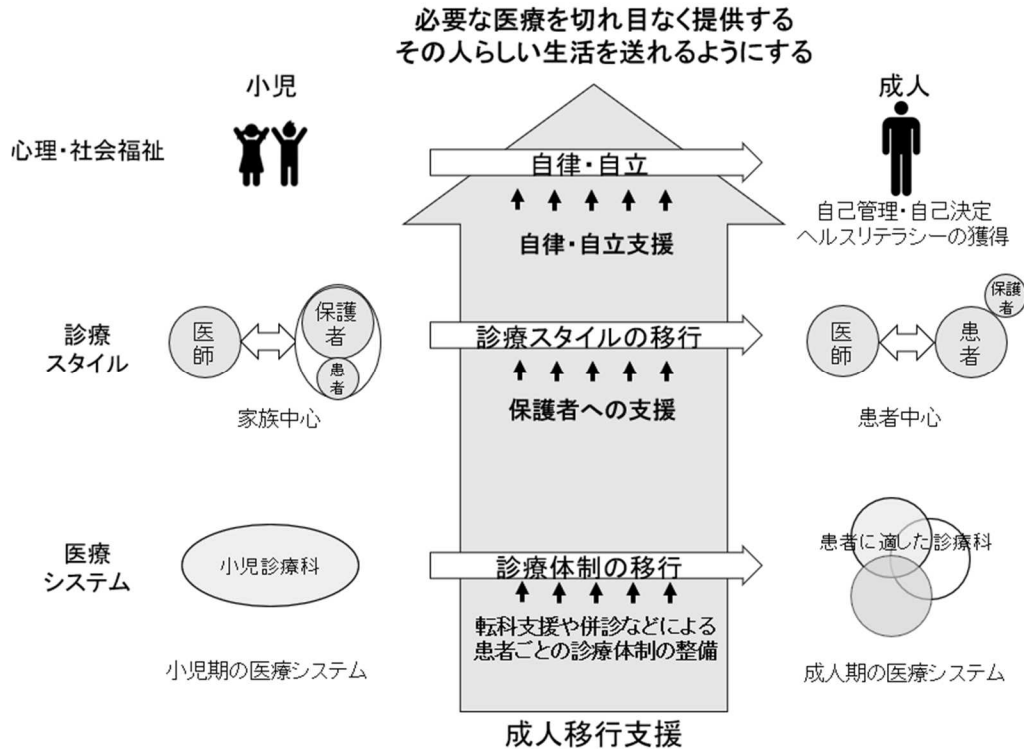 必要な医療を切れ目なく提供する
その人らしい生活を送れるようにする
小児
成人
心理・社会福祉
自律・自立
自律・自立支援
自己管理・自己決定
ヘルスリテラシーの獲得
診療
スタイル
医師
保護者
患者
家族中心
診療スタイルの移行
保護者への支援
医師
患者
保護者
患者中心
医療
システム
小児診療科
小児期の医療システム
診療体制の移行
転科支援や併診などによる
患者ごとの診療体制の整備
患者に適した診療科
成人期の医療システム
成人移行支援